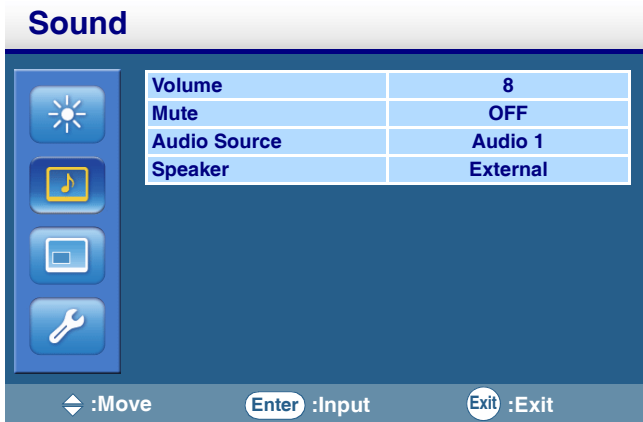 Sound
Volume 8
Mute OFF
Audio Source Audio 1
Speaker External
:Move Enter :Input Exit :Exit